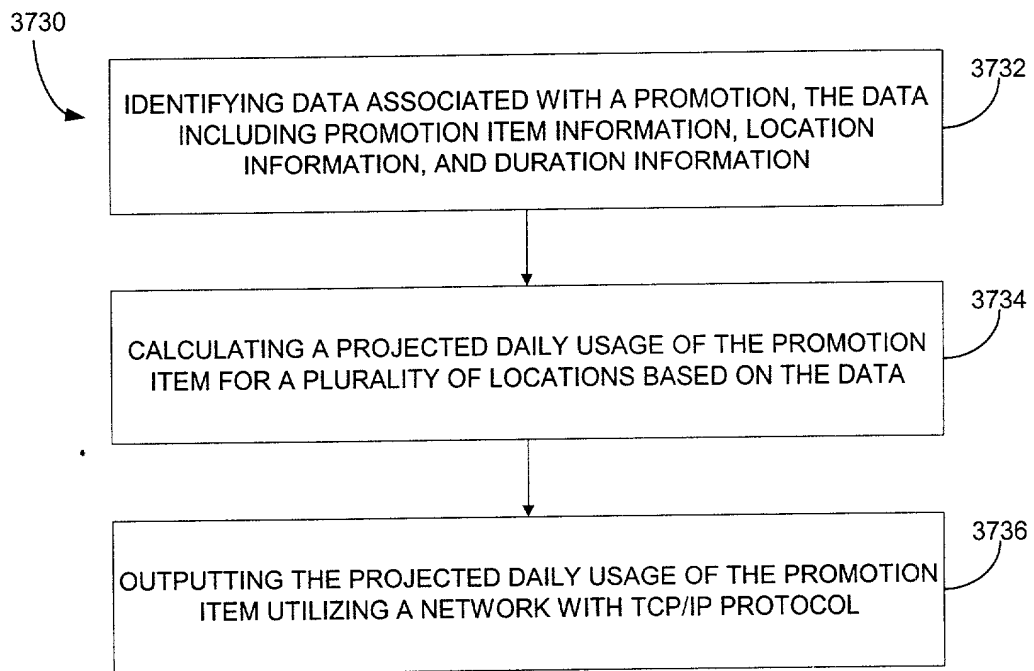 3730
3732
IDENTIFYING DATA ASSOCIATED WITH A PROMOTION, THE DATA
INCLUDING PROMOTION ITEM INFORMATION, LOCATION
INFORMATION, AND DURATION INFORMATION
3734
CALCULATING A PROJECTED DAILY USAGE OF THE PROMOTION
ITEM FOR A PLURALITY OF LOCATIONS BASED ON THE DATA
3736
OUTPUTTING THE PROJECTED DAILY USAGE OF THE PROMOTION
ITEM UTILIZING A NETWORK WITH TCP/IP PROTOCOL